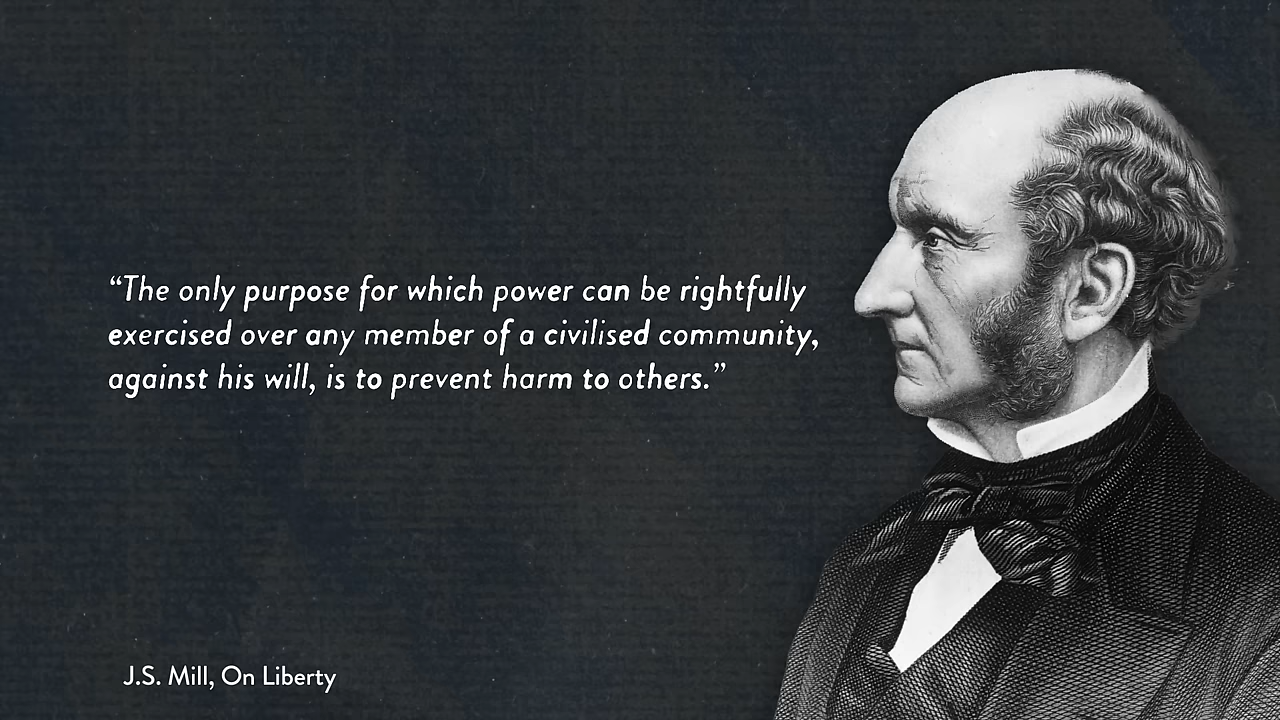 “The only purpose for which power can be rightfully
exercised over any member of a civilised community,
against his will, is to prevent harm to others.”
J.S. Mill, On Liberty